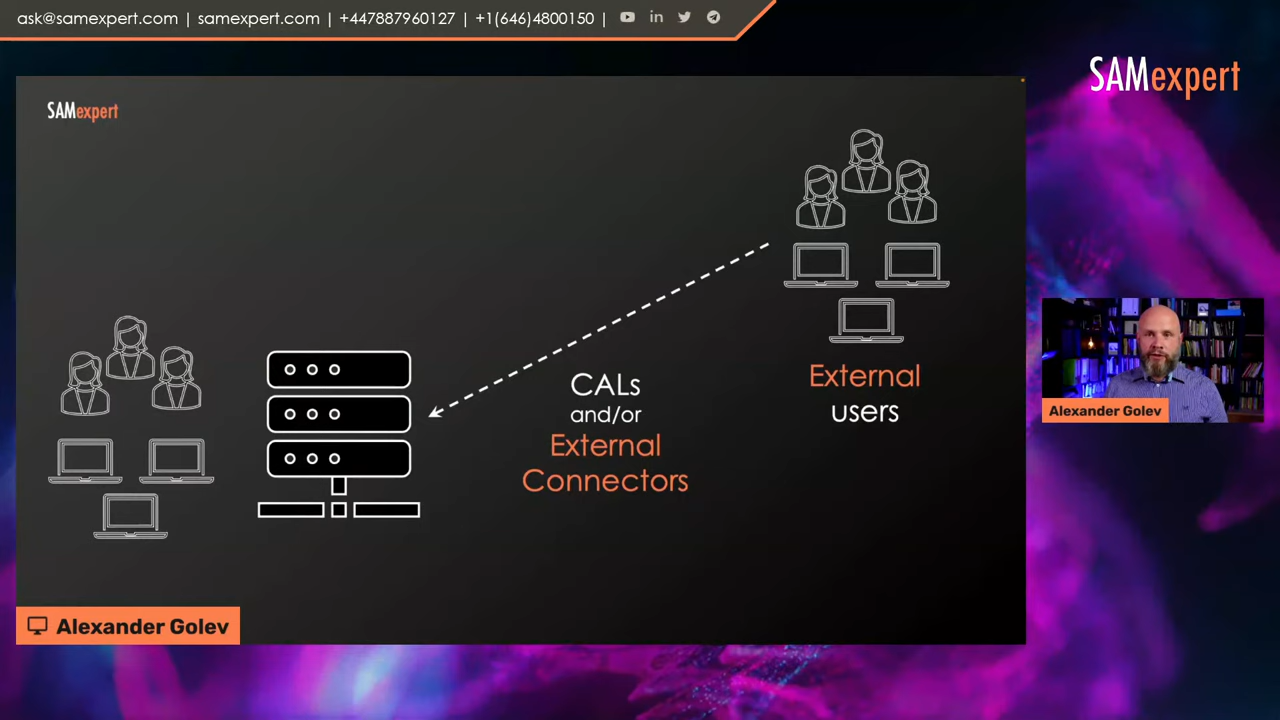 ask@samexpert.com | samexpert.com | +447887960127 | +1(646)4800150 |
SAMexpert
SAMexpert
CALs
and/or
External
Connectors
External
users
Alexander Golev
Alexander Golev